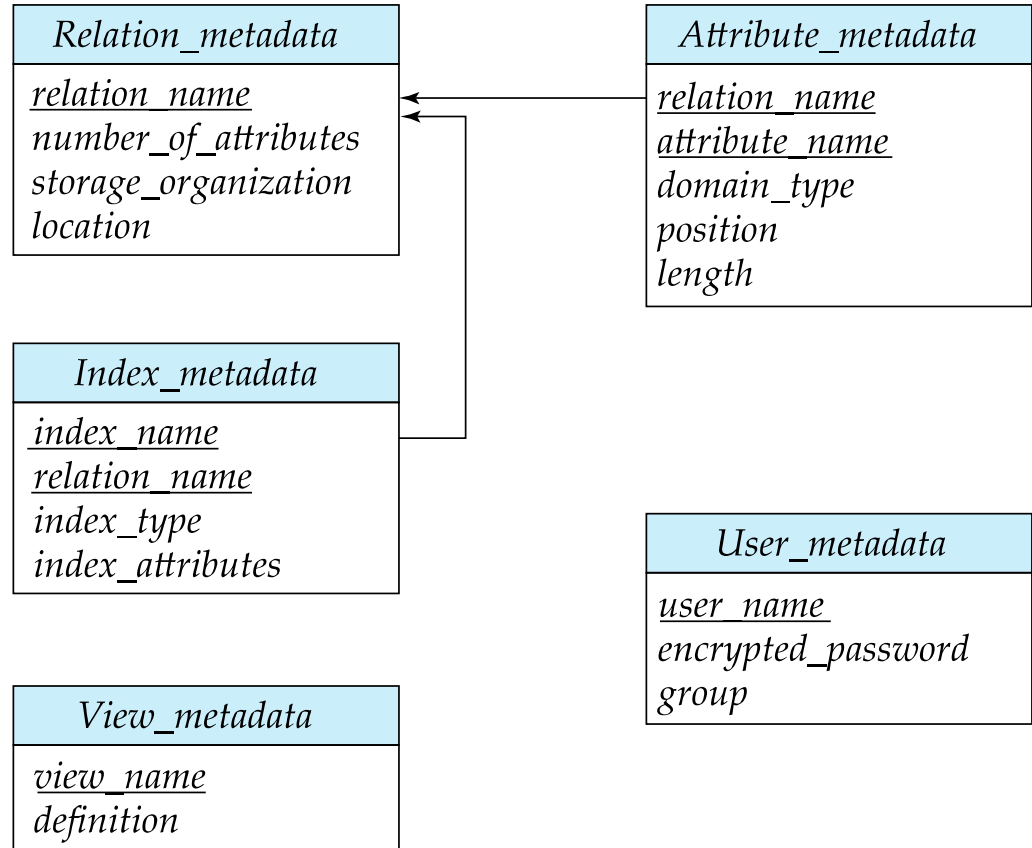 Relation_metadata
relation_name
number_of_attributes
storage_organization
location
Attribute_metadata
relation_name
attribute_name
domain_type
position
length
Index_metadata
index_name
relation_name
index_type
index_attributes
User_metadata
user_name
encrypted_password
group
View_metadata
view_name
definition